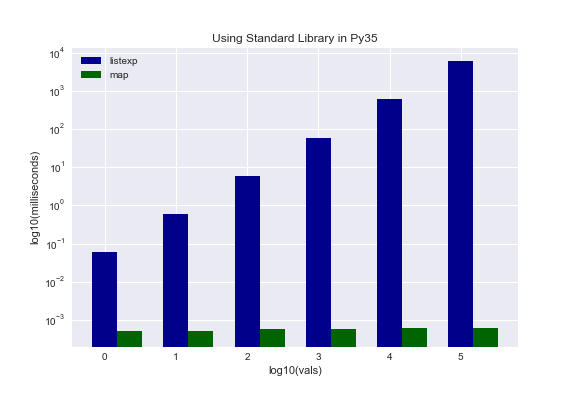 Using Standard Library in Py35
listexp
map
10^4
10^3
10^2
10^1
10^0
10^−1
10^−2
10^−3
log10(milliseconds)
0 1 2 3 4 5
log10(vals)